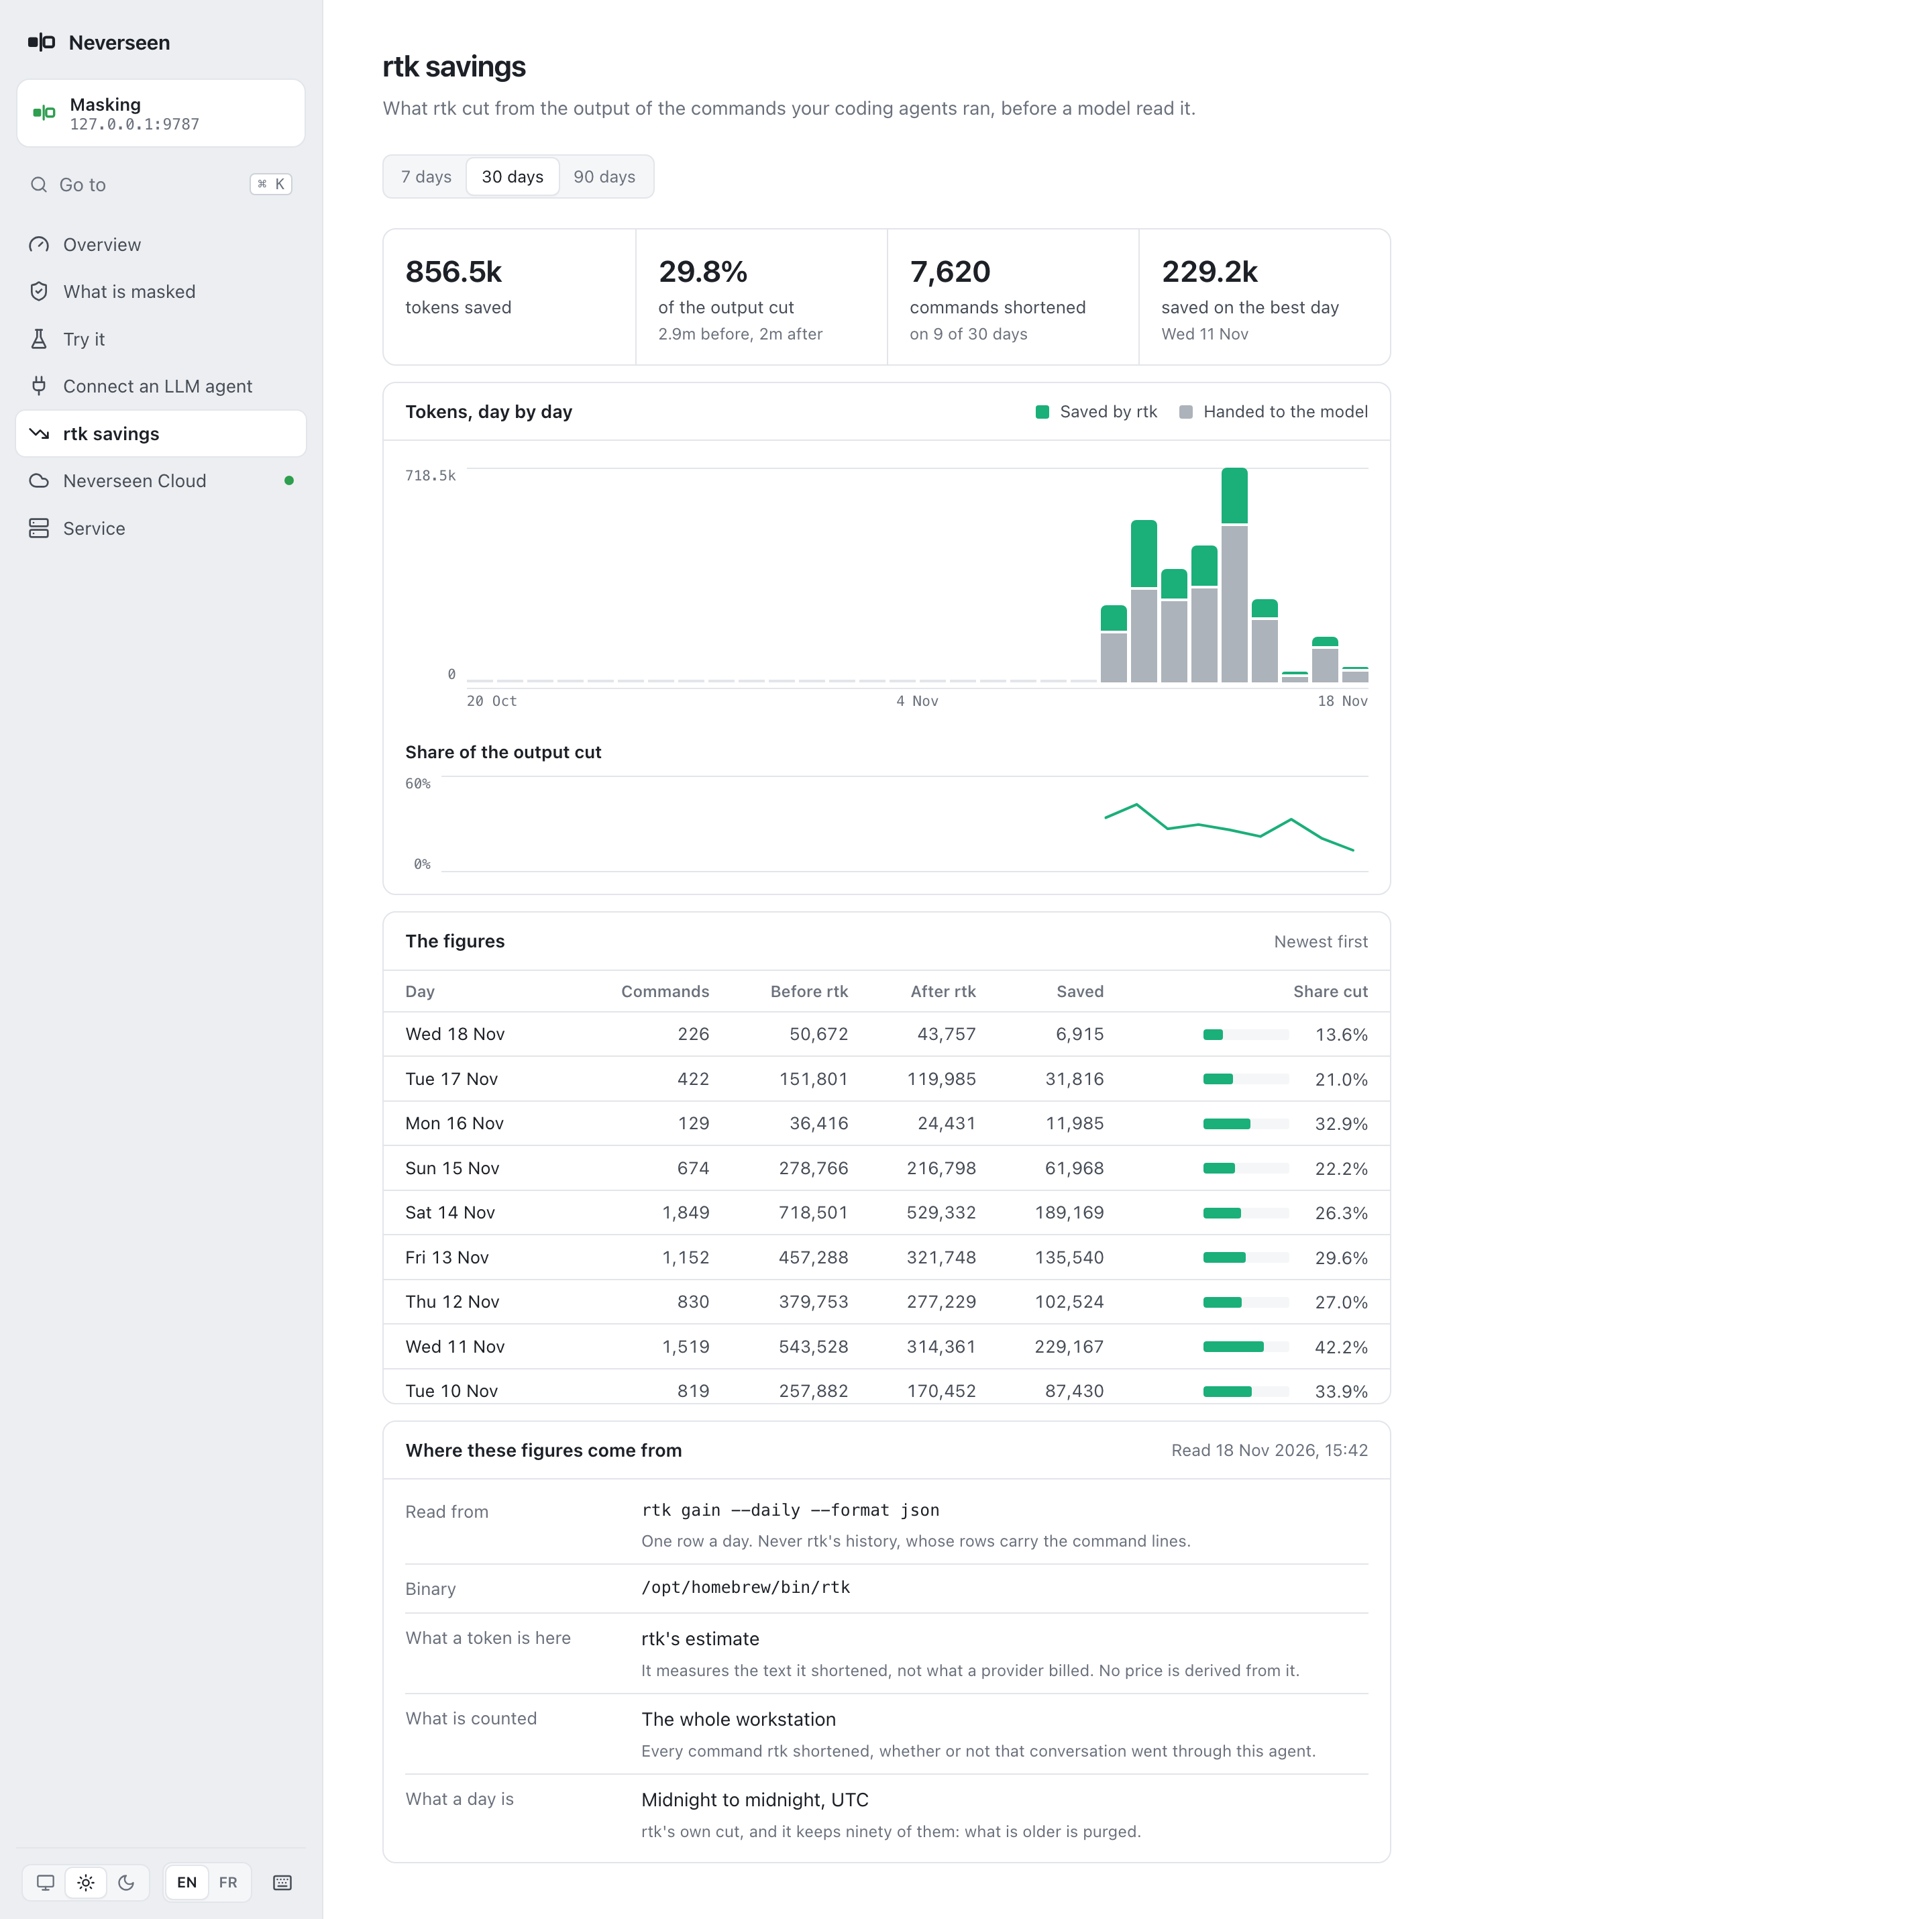 Neverseen
Masking
127.0.0.1:9787
Go to ⌘ K
Overview
What is masked
Try it
Connect an LLM agent
rtk savings
Neverseen Cloud
Service
EN FR
rtk savings
What rtk cut from the output of the commands your coding agents ran, before a model read it.
7 days 30 days 90 days
856.5k
tokens saved
29.8%
of the output cut
2.9m before, 2m after
7,620
commands shortened
on 9 of 30 days
229.2k
saved on the best day
Wed 11 Nov
Tokens, day by day
Saved by rtk Handed to the model
718.5k
0
20 Oct 4 Nov 18 Nov
Share of the output cut
60%
0%
The figures Newest first
Day Commands Before rtk After rtk Saved Share cut
Wed 18 Nov 226 50,672 43,757 6,915 13.6%
Tue 17 Nov 422 151,801 119,985 31,816 21.0%
Mon 16 Nov 129 36,416 24,431 11,985 32.9%
Sun 15 Nov 674 278,766 216,798 61,968 22.2%
Sat 14 Nov 1,849 718,501 529,332 189,169 26.3%
Fri 13 Nov 1,152 457,288 321,748 135,540 29.6%
Thu 12 Nov 830 379,753 277,229 102,524 27.0%
Wed 11 Nov 1,519 543,528 314,361 229,167 42.2%
Tue 10 Nov 819 257,882 170,452 87,430 33.9%
Where these figures come from Read 18 Nov 2026, 15:42
Read from rtk gain --daily --format json
One row a day. Never rtk's history, whose rows carry the command lines.
Binary /opt/homebrew/bin/rtk
What a token is here rtk's estimate
It measures the text it shortened, not what a provider billed. No price is derived from it.
What is counted The whole workstation
Every command rtk shortened, whether or not that conversation went through this agent.
What a day is Midnight to midnight, UTC
rtk's own cut, and it keeps ninety of them: what is older is purged.